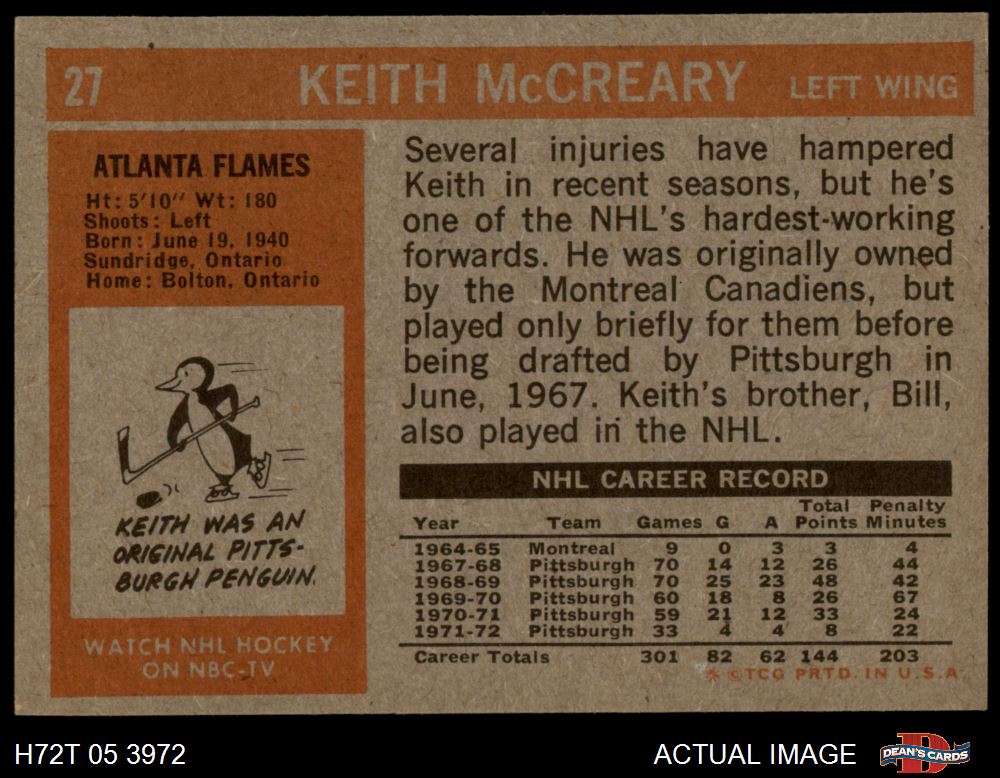 27 KEITH McCREARY LEFT WING
ATLANTA FLAMES
Ht: 5'10" Wt: 180
Shoots: Left
Born: June 19, 1940
Sundridge, Ontario
Home: Bolton, Ontario
KEITH WAS AN
ORIGINAL PITTS-
BURGH PENGUIN.
WATCH NHL HOCKEY
ON NBC-TV
Several injuries have hampered
Keith in recent seasons, but he's
one of the NHL's hardest-working
forwards. He was originally owned
by the Montreal Canadiens, but
played only briefly for them before
being drafted by Pittsburgh in
June, 1967. Keith's brother, Bill,
also played in the NHL.
NHL CAREER RECORD
Total Penalty
Year Team Games G A Points Minutes
1964-65 Montreal 9 0 3 3 4
1967-68 Pittsburgh 70 14 12 26 44
1968-69 Pittsburgh 70 25 23 48 42
1969-70 Pittsburgh 60 18 8 26 67
1970-71 Pittsburgh 59 21 12 33 24
1971-72 Pittsburgh 33 4 4 8 22
Career Totals 301 82 62 144 203
* © TCG PRTD. IN U.S.A.
H72T 05 3972 ACTUAL IMAGE DEAN'S CARDS